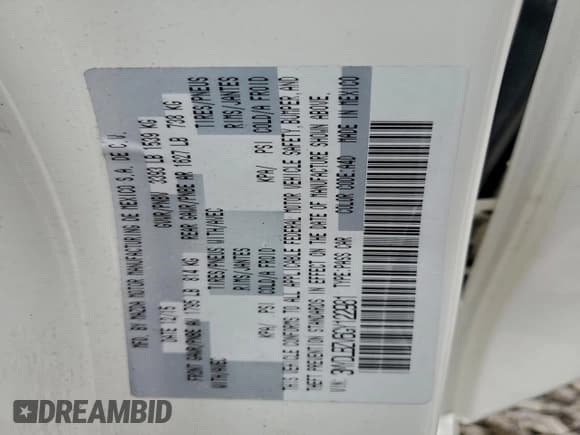 MFD. BY MAZDA MOTOR MANUFACTURING DE MEXICO S.A. DE C.V.
DATE 12/15 GVWR/PNBV 3393 LB 1539 KG
FRONT GAWR/PNBE AV 1795 LB 814 KG REAR GAWR/PNBE AR 1627 LB 738 KG
WITH/AVEC TIRES/PNEUS WITH/AVEC TIRES/PNEUS
RIMS/JANTES RIMS/JANTES
KPA/ PSI COLD/A FROID KPA/ PSI COLD/A FROID
THIS VEHICLE CONFORMS TO ALL APPLICABLE FEDERAL MOTOR VEHICLE SAFETY, BUMPER, AND
THEFT PREVENTION STANDARDS IN EFFECT ON THE DATE OF MANUFACTURE SHOWN ABOVE.
VIN: TYPE PASS CAR COLOR CODE: A4D MADE IN MEXICO
DREAMBID